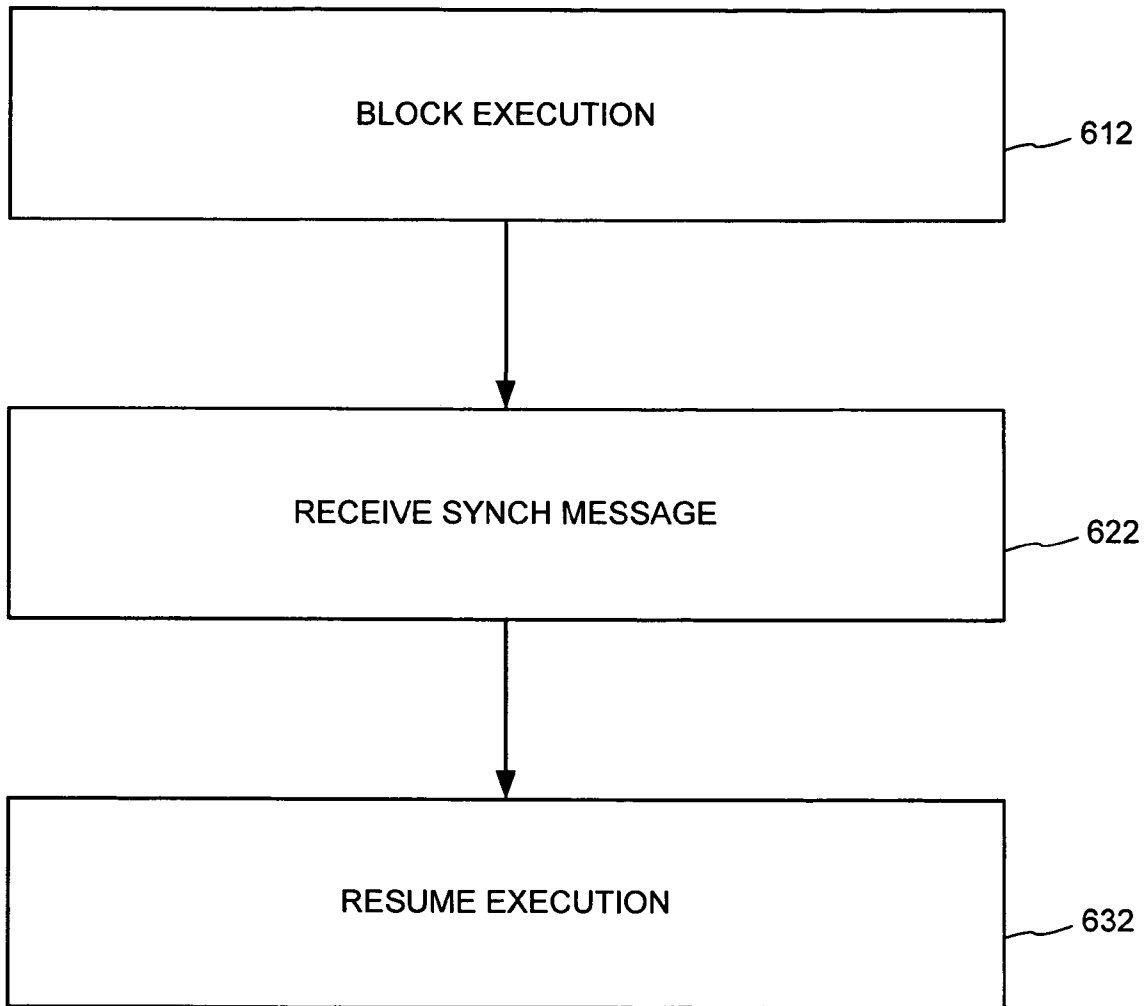 BLOCK EXECUTION
612
RECEIVE SYNCH MESSAGE
622
RESUME EXECUTION
632